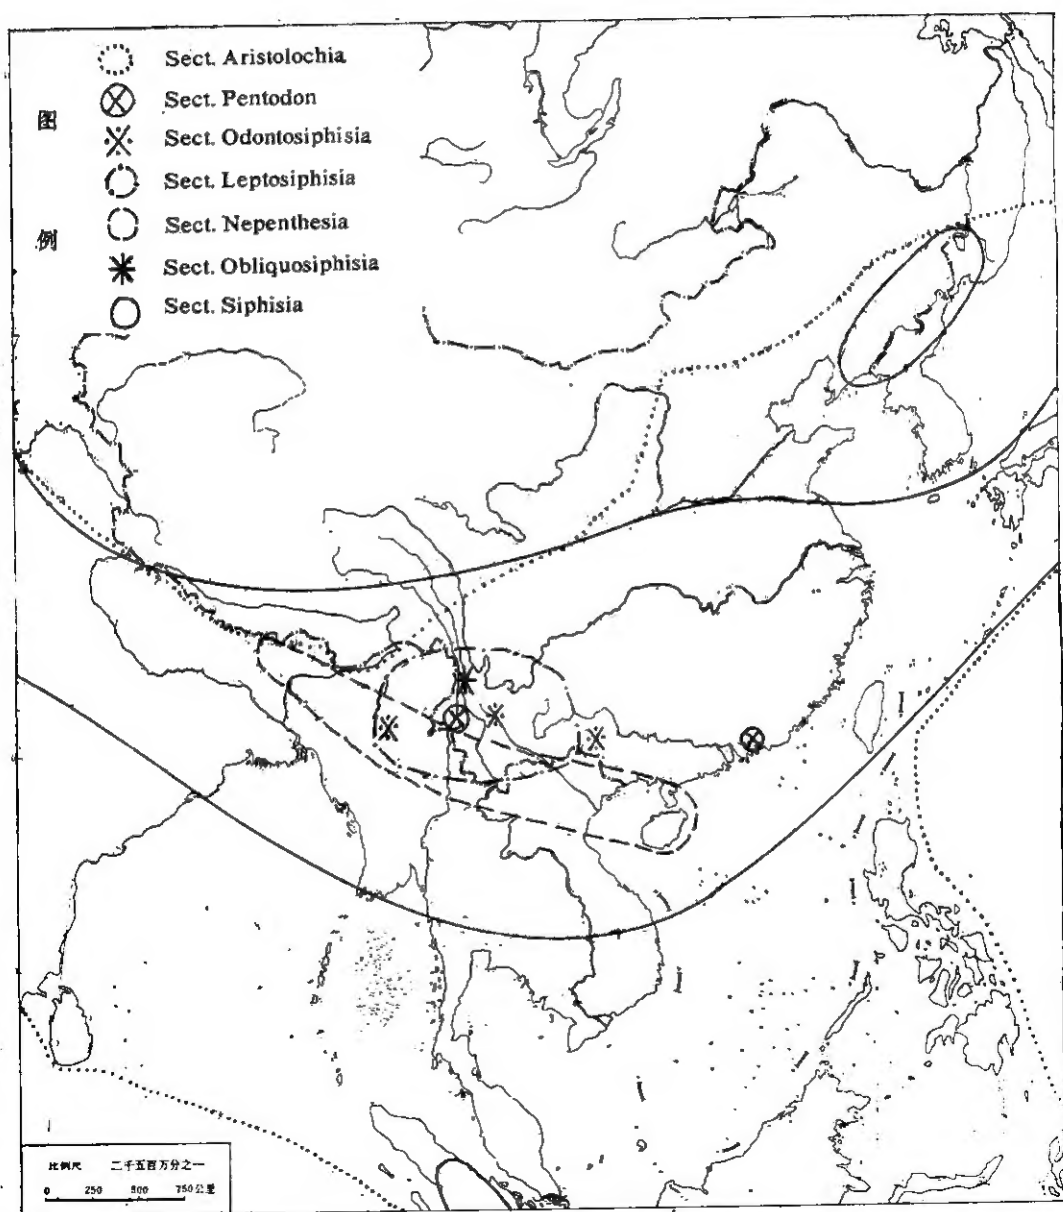 图例
Sect. Aristolochia
Sect. Pentodon
Sect. Odontosiphisia
Sect. Leptosiphisia
Sect. Nepenthesia
Sect. Obliquosiphisia
Sect. Siphisia
比例尺 二千五百万分之一
0 250 500 750公里